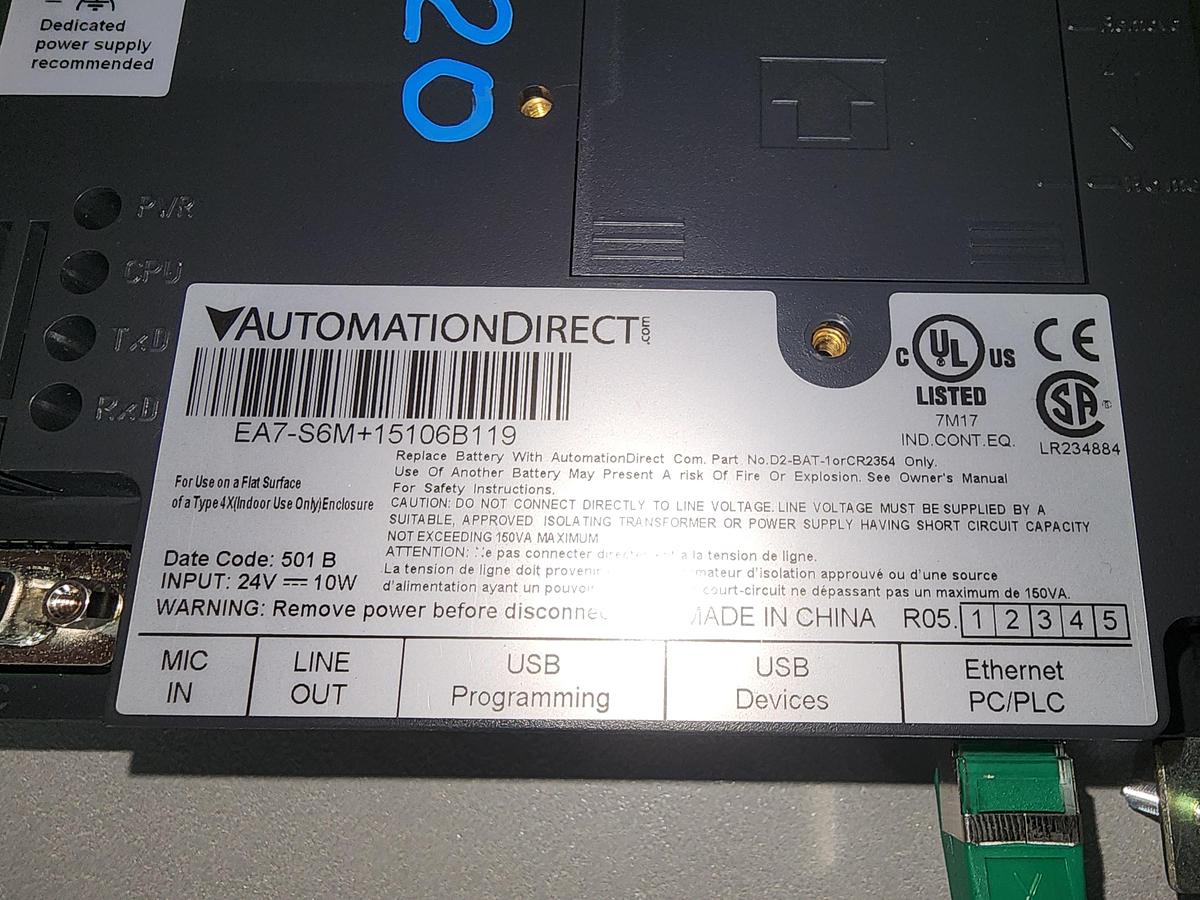 Dedicated
power supply
recommended
20
PWR
CPU
TxD
RxD
AUTOMATIONDIRECT.com
C UL US
LISTED
7M17
IND.CONT.EQ.
CE
SA
LR234884
EA7-S6M+15106B119
Replace Battery With AutomationDirect Com. Part No.D2-BAT-1orCR2354 Only.
Use Of Another Battery May Present A risk Of Fire Or Explosion. See Owner's Manual
For Safety Instructions.
For Use on a Flat Surface
of a Type 4X(Indoor Use Only)Enclosure
CAUTION: DO NOT CONNECT DIRECTLY TO LINE VOLTAGE. LINE VOLTAGE MUST BE SUPPLIED BY A
SUITABLE, APPROVED ISOLATING TRANSFORMER OR POWER SUPPLY HAVING SHORT CIRCUIT CAPACITY
NOT EXCEEDING 150VA MAXIMUM
ATTENTION: pas connecter a la tension de ligne.
La tension de ligne doit d'isolation approuvé ou d'une source
d'alimentation ayant un court-circuit ne dépassant pas un maximum de 150VA.
Date Code: 501 B
INPUT: 24V ⎓ 10W
WARNING: Remove power before
MADE IN CHINA R05. 1 2 3 4 5
MIC
IN
LINE
OUT
USB
Programming
USB
Devices
Ethernet
PC/PLC